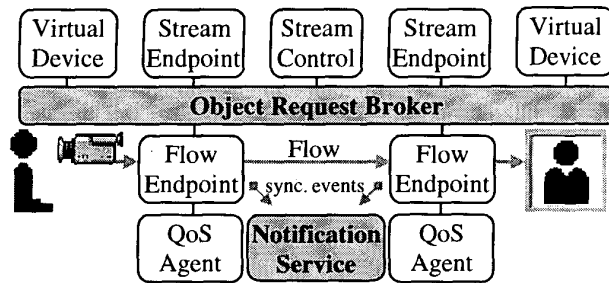 Virtual Device
Stream Endpoint
Stream Control
Stream Endpoint
Virtual Device
Object Request Broker
Flow Endpoint
Flow
Flow Endpoint
sync. events
QoS Agent
Notification Service
QoS Agent